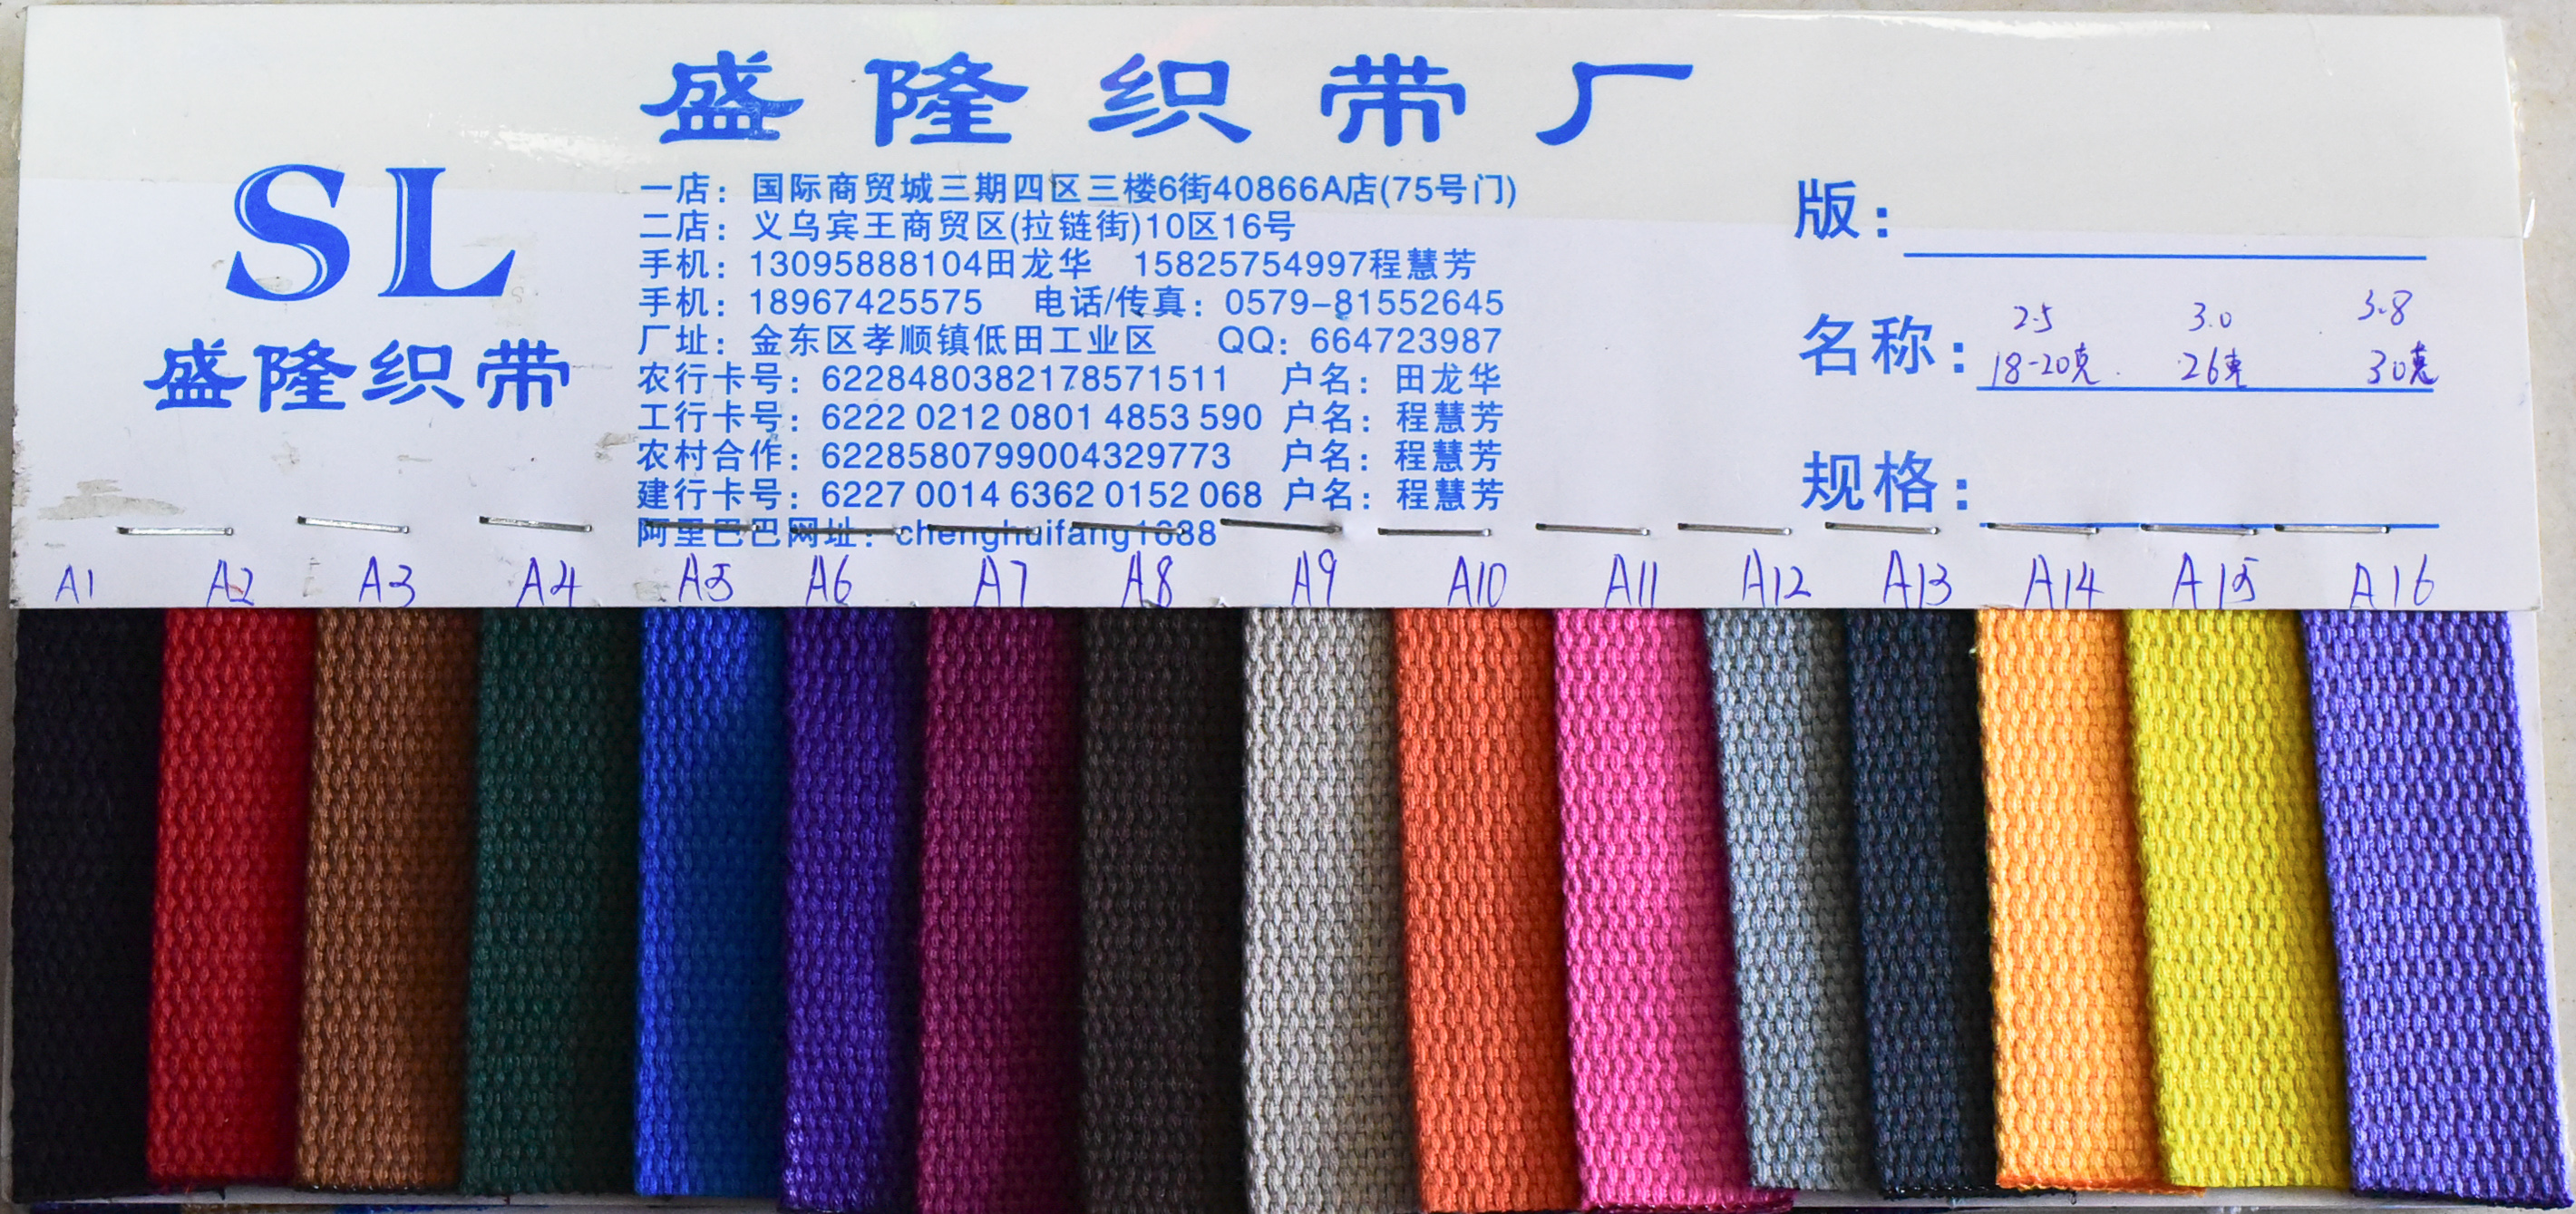 盛隆织带厂
SL
盛隆织带
一店：国际商贸城三期四区三楼6街40866A店(75号门)
二店：义乌宾王商贸区(拉链街)10区16号
手机：13095888104田龙华 15825754997程慧芳
手机：18967425575 电话/传真：0579-81552645
厂址：金东区孝顺镇低田工业区 QQ：664723987
农行卡号：6228480382178571511 户名：田龙华
工行卡号：6222 0212 0801 4853 590 户名：程慧芳
农村合作：6228580799004329773 户名：程慧芳
建行卡号：6227 0014 6362 0152 068 户名：程慧芳
阿里巴巴网址：chenghuifang1688
版：
2.5 3.0 3.8
名称：18-20克 26克 30克
规格：
A1 A2 A3 A4 A5 A6 A7 A8 A9 A10 A11 A12 A13 A14 A15 A16